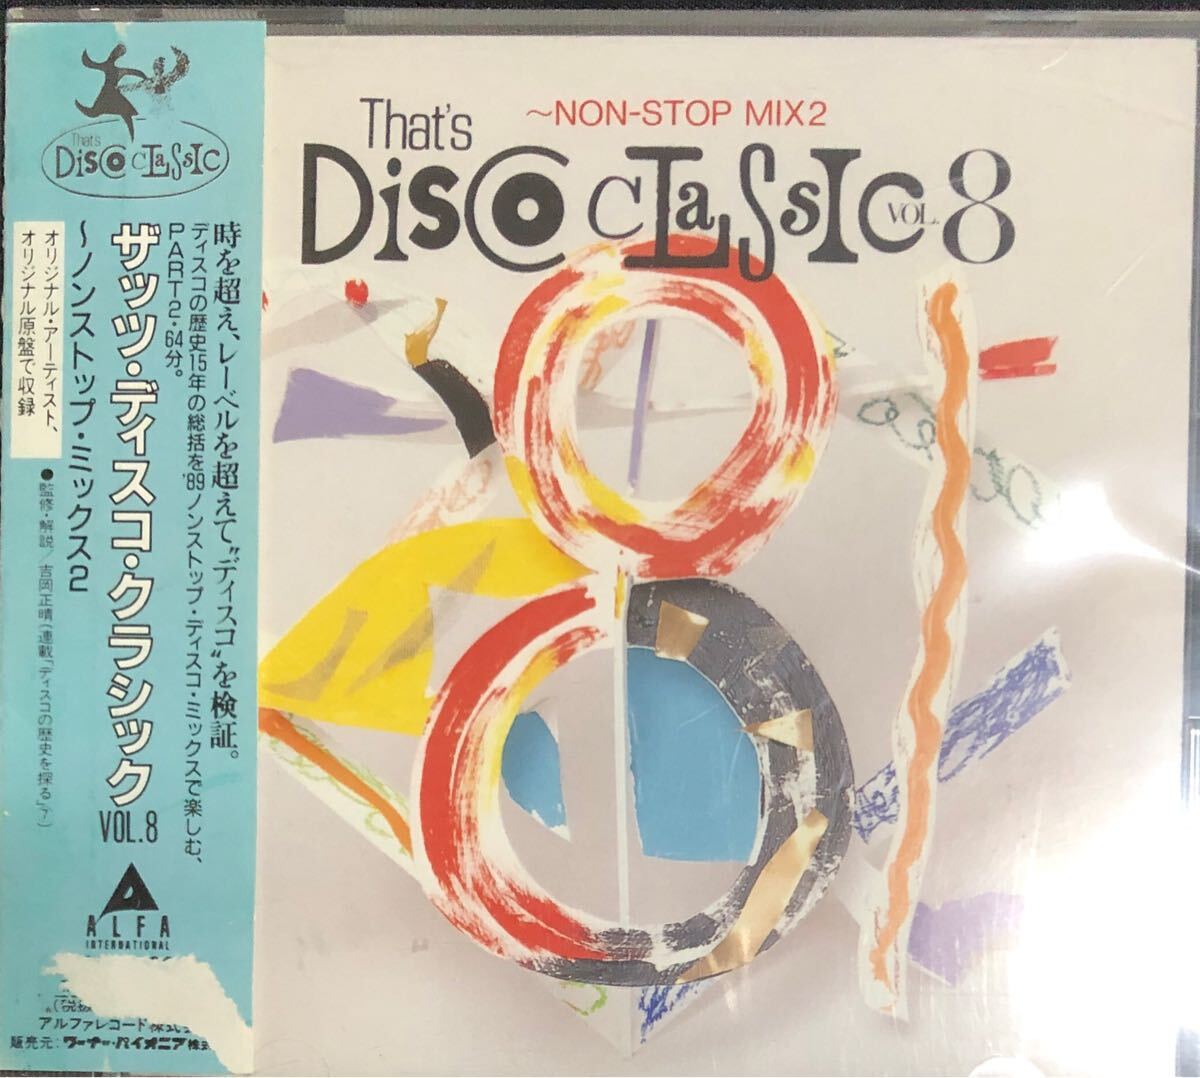 That's
DiSCO CLaSSIC
時を超え、レーベルを超えて“ディスコ”を検証。
ディスコの歴史15年の総括を'89ノンストップ・ディスコ・ミックスで楽しむ、
PART2・64分。
ザッツ・ディスコ・クラシック
VOL.8
～ノンストップ・ミックス2
オリジナル・アーティスト、
オリジナル原盤で収録
●監修・解説／吉岡正晴(連載「ディスコの歴史を探る」⑦)
ALFA
INTERNATIONAL
アルファレコード株式
販売元:ワーナー・パイオニア株式
～NON-STOP MIX2
That's
DiSCO CLaSSIC VOL.8